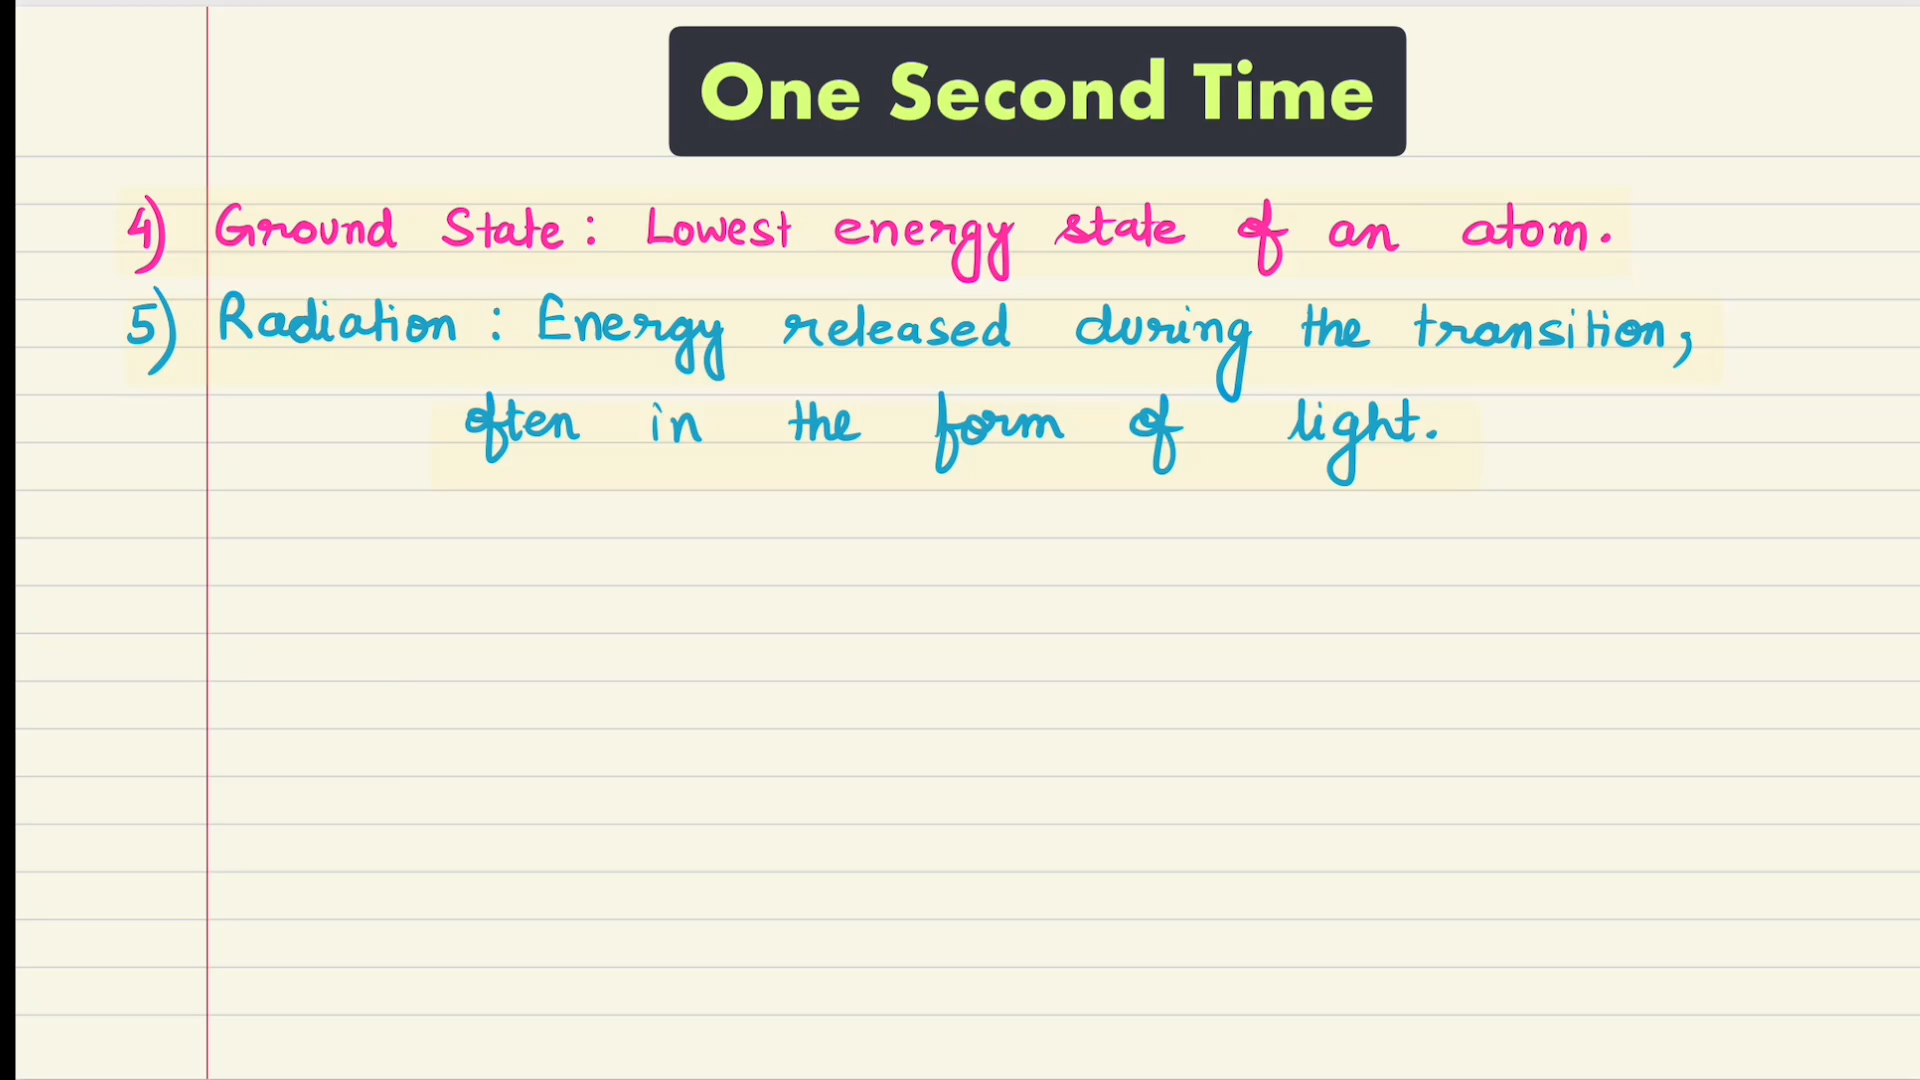 One Second Time
4) Ground State: Lowest energy state of an atom.
5) Radiation : Energy released during the transition,
often in the form of light.